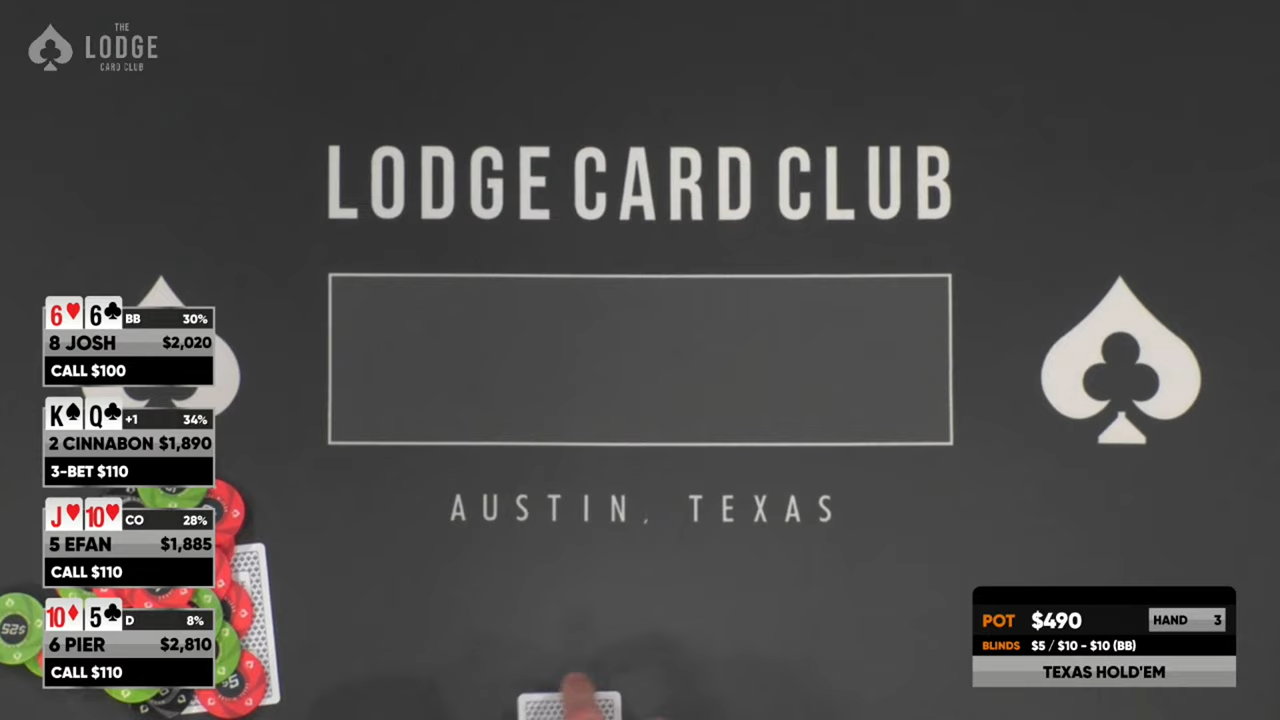 THE
LODGE
CARD CLUB
LODGE CARD CLUB
AUSTIN, TEXAS
6♥ 6♣ BB 30%
8 JOSH $2,020
CALL $100
K♠ Q♣ +1 34%
2 CINNABON $1,890
3-BET $110
J♥ 10♥ CO 28%
5 EFAN $1,885
CALL $110
10♦ 5♣ D 8%
6 PIER $2,810
CALL $110
$25
$5
POT $490 HAND 3
BLINDS $5 / $10 - $10 (BB)
TEXAS HOLD'EM